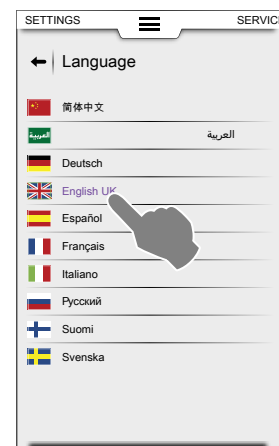 SETTINGS SERVIC
Language
简体中文
العربية العربية
Deutsch
English UK
Español
Français
Italiano
Русский
Suomi
Svenska